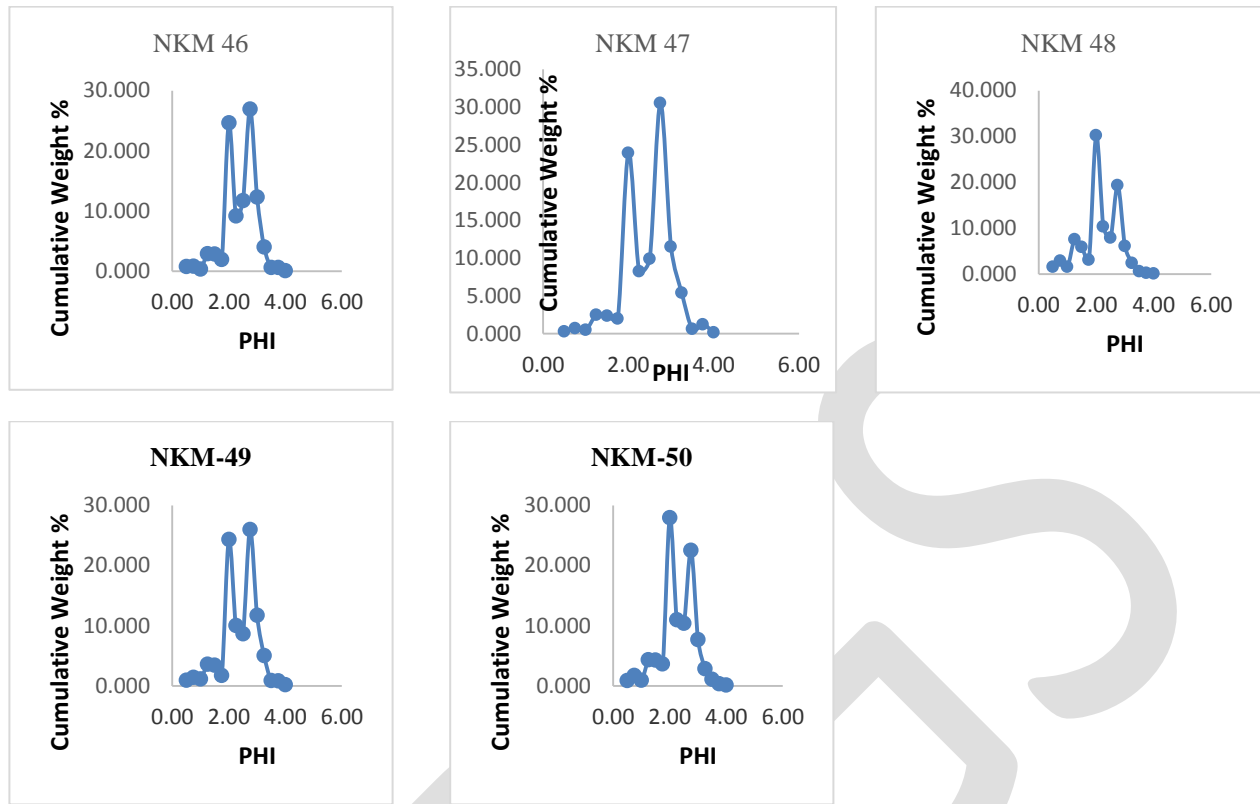 NKM 46
Cumulative Weight %
30.000
20.000
10.000
0.000
0.00 2.00 4.00 6.00
PHI
NKM 47
Cumulative Weight %
35.000
30.000
25.000
20.000
15.000
10.000
5.000
0.000
0.00 2.00 4.00 6.00
PHI
NKM 48
Cumulative Weight %
40.000
30.000
20.000
10.000
0.000
0.00 2.00 4.00 6.00
PHI
NKM-49
Cumulative Weight %
30.000
20.000
10.000
0.000
0.00 2.00 4.00 6.00
PHI
NKM-50
Cumulative Weight %
30.000
20.000
10.000
0.000
0.00 2.00 4.00 6.00
PHI